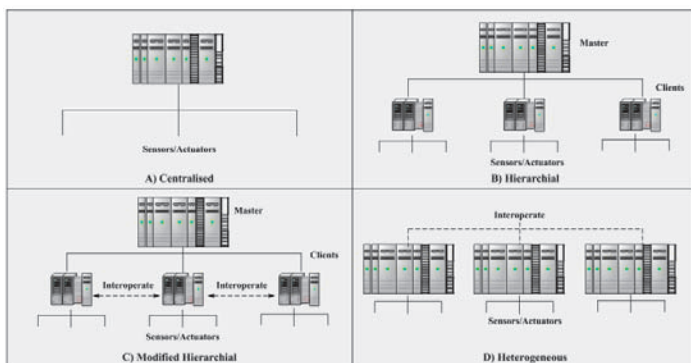 Sensors/Actuators
A) Centralised
Master
Clients
Sensors/Actuators
B) Hierarchial
Master
Clients
Interoperate
Interoperate
Sensors/Actuators
C) Modified Hierarchial
Interoperate
Sensors/Actuators
D) Heterogeneous